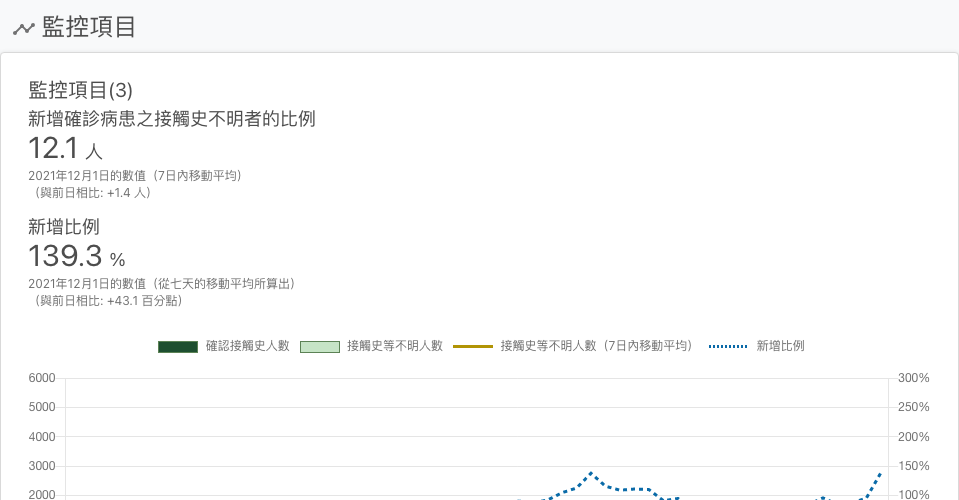 監控項目
監控項目(3)
新增確診病患之接觸史不明者的比例
12.1 人
2021年12月1日的數值（7日內移動平均）
（與前日相比: +1.4 人）
新增比例
139.3 %
2021年12月1日的數值（從七天的移動平均所算出）
（與前日相比: +43.1 百分點）
確認接觸史人數 接觸史等不明人數 接觸史等不明人數（7日內移動平均） 新增比例
6000 300%
5000 250%
4000 200%
3000 150%
2000 100%